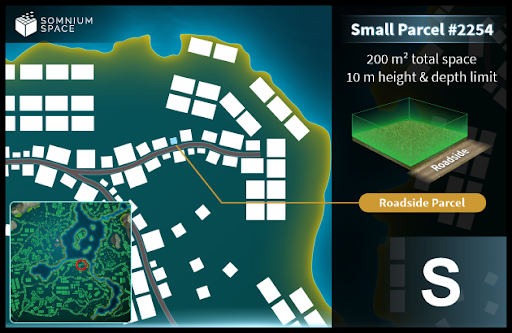 SOMNIUM
SPACE
Small Parcel #2254
200 m² total space
10 m height & depth limit
Roadside
Roadside Parcel
S